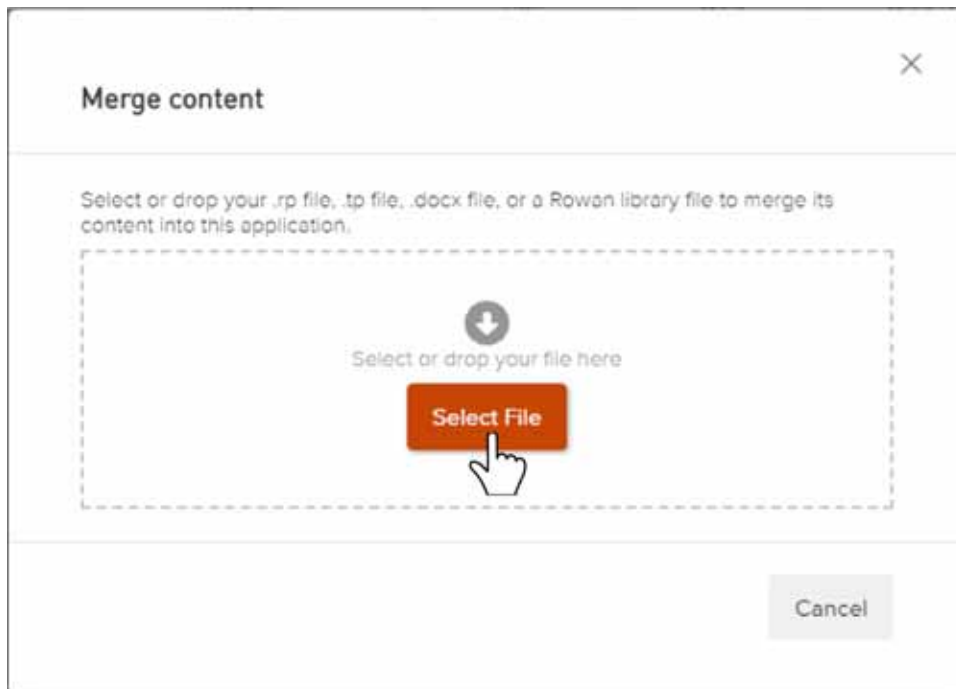 Merge content
Select or drop your .rp file, .tp file, .docx file, or a Rowan library file to merge its
content into this application.
Select or drop your file here
Select File
Cancel